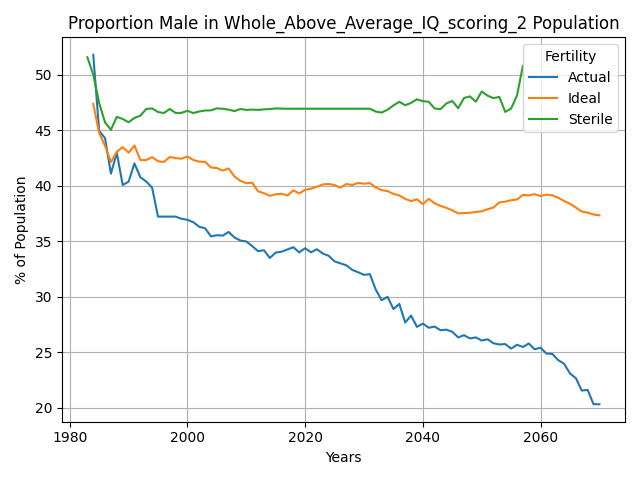 Proportion Male in Whole_Above_Average_IQ_scoring_2 Population
Fertility
Actual
Ideal
Sterile
% of Population
50
45
40
35
30
25
20
1980
2000
2020
2040
2060
Years